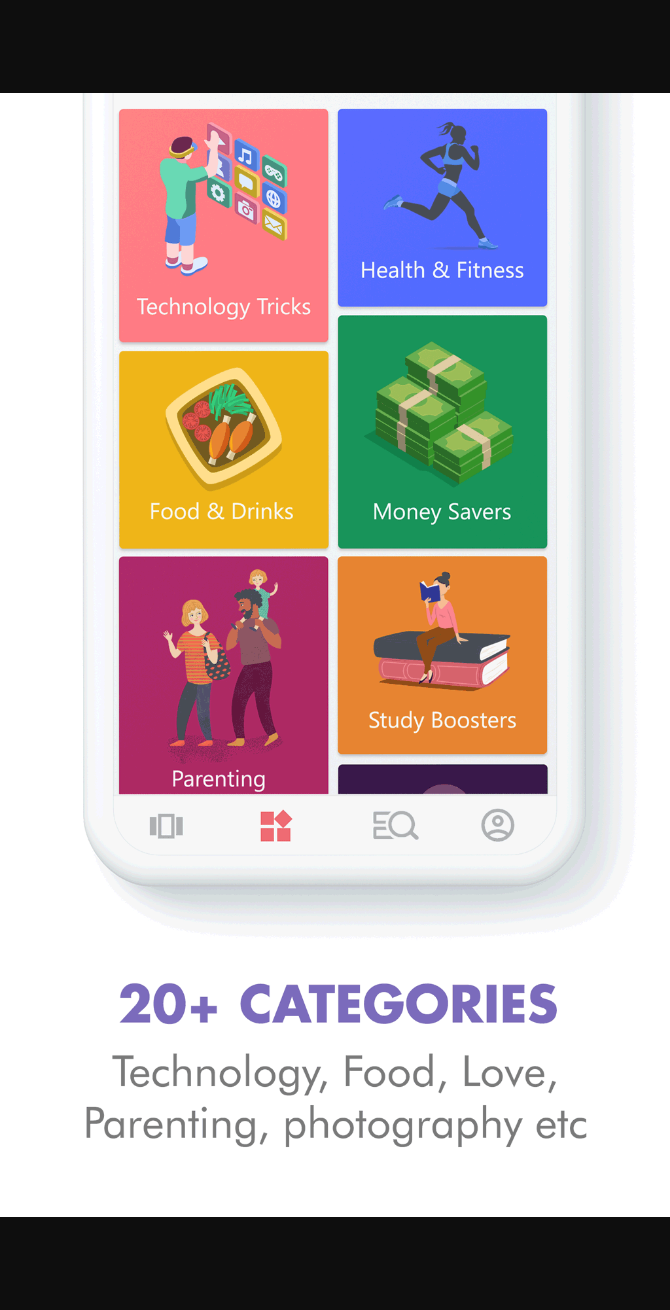 Technology Tricks
Health & Fitness
Food & Drinks
Money Savers
Parenting
Study Boosters
20+ CATEGORIES
Technology, Food, Love,
Parenting, photography etc